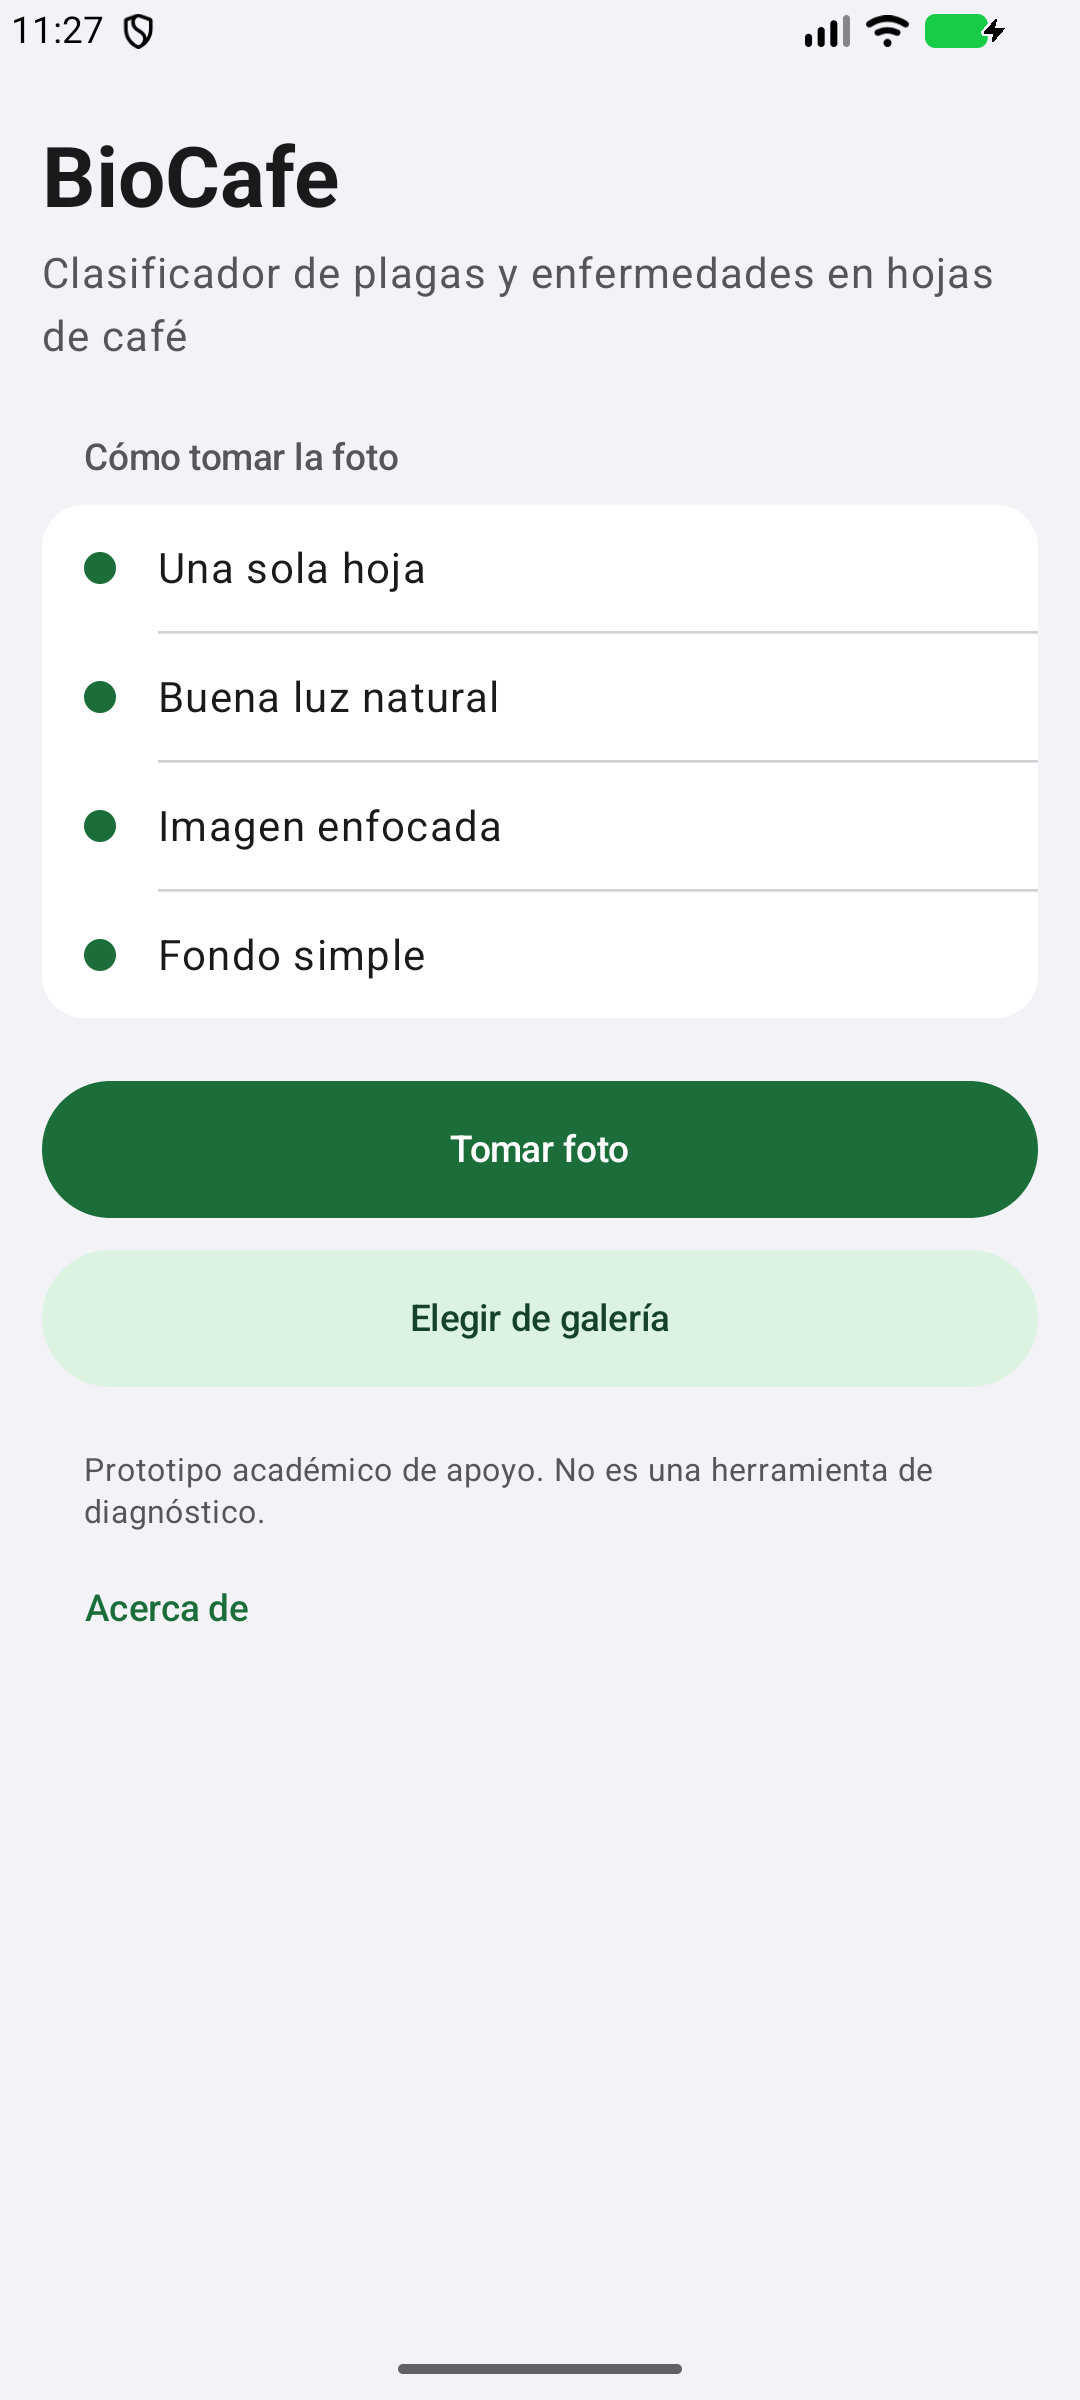 11:27
BioCafe
Clasificador de plagas y enfermedades en hojas
de café
Cómo tomar la foto
Una sola hoja
Buena luz natural
Imagen enfocada
Fondo simple
Tomar foto
Elegir de galería
Prototipo académico de apoyo. No es una herramienta de
diagnóstico.
Acerca de